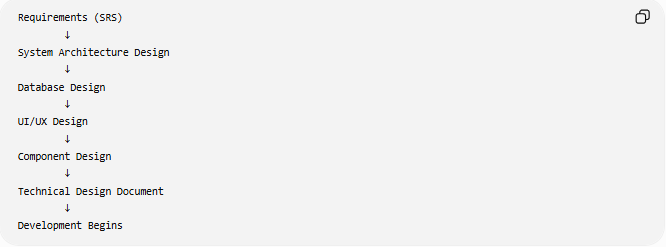 Requirements (SRS)
↓
System Architecture Design
↓
Database Design
↓
UI/UX Design
↓
Component Design
↓
Technical Design Document
↓
Development Begins